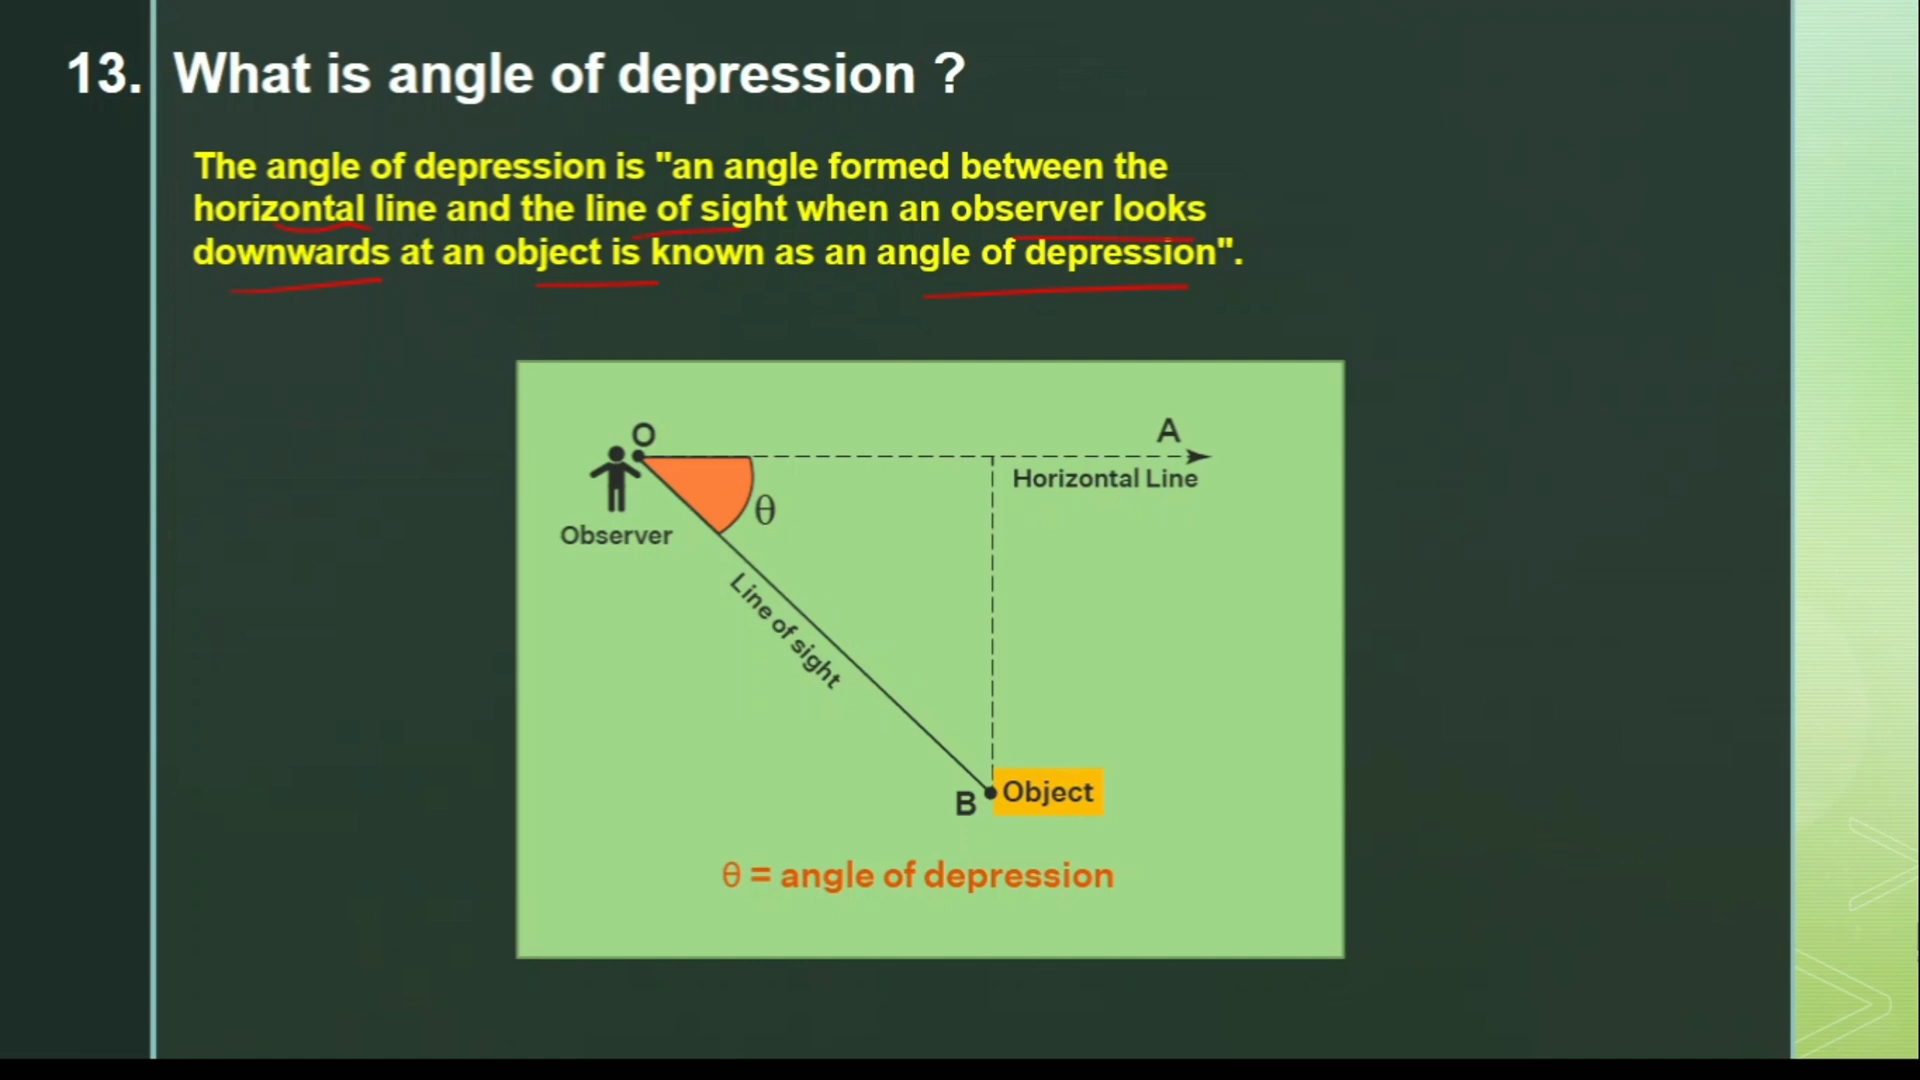 13. What is angle of depression ?
The angle of depression is "an angle formed between the
horizontal line and the line of sight when an observer looks
downwards at an object is known as an angle of depression".
O
A
Horizontal Line
θ
Observer
Line of sight
B
Object
θ = angle of depression